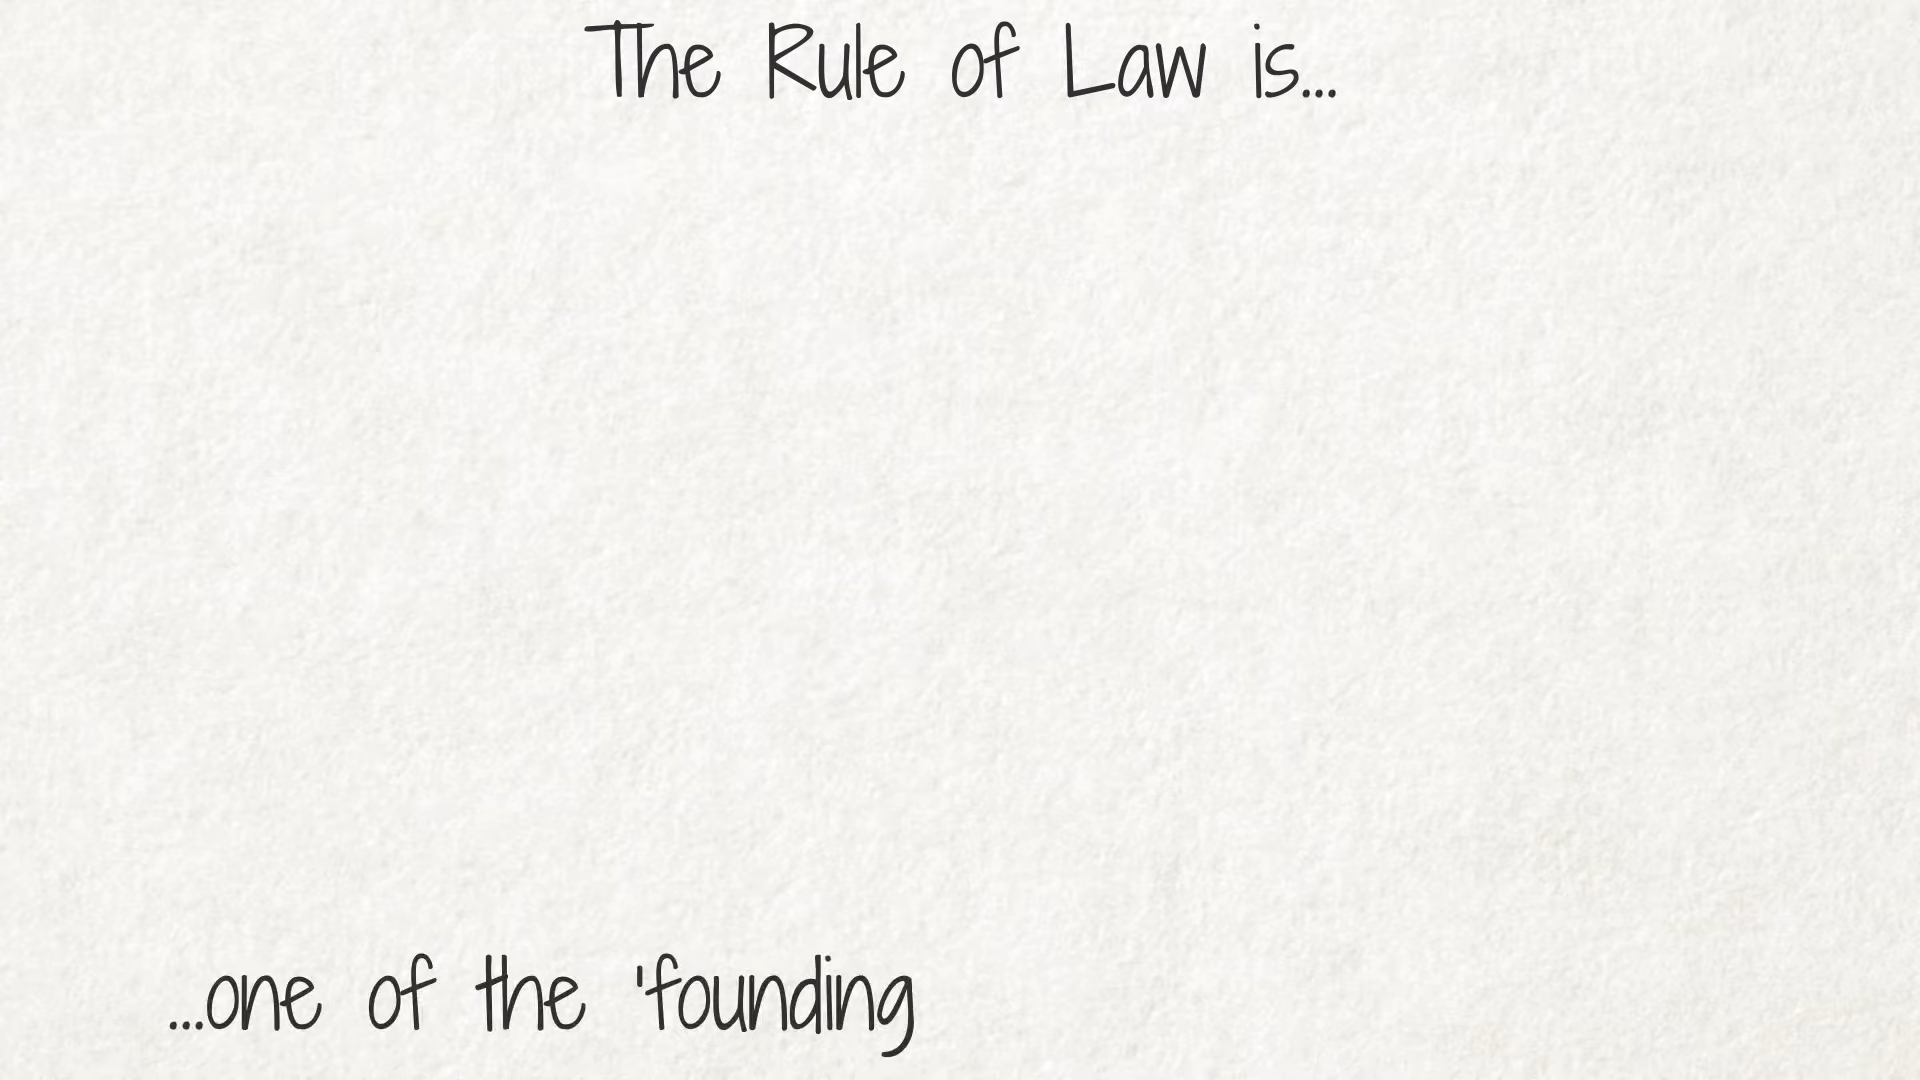 The Rule of Law is...
...one of the 'founding